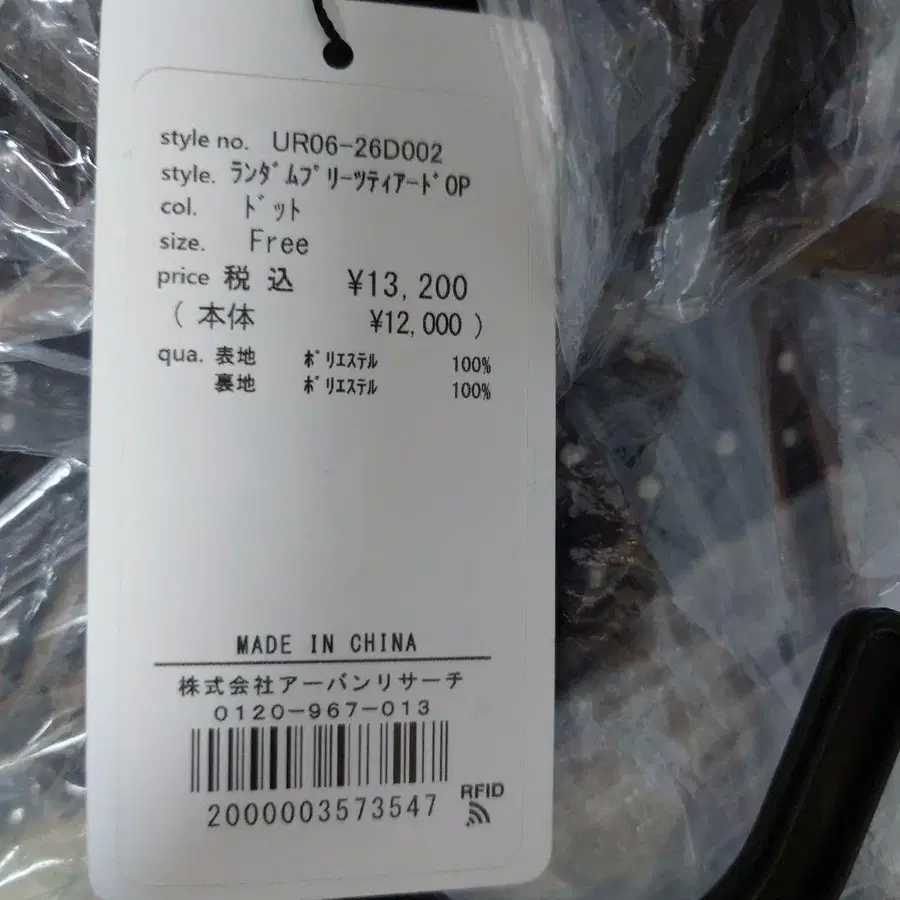 style no. UR06-26D002
style. ﾗﾝﾀﾞﾑﾌﾟﾘｰﾂﾃｨｱｰﾄﾞOP
col. ﾄﾞｯﾄ
size. Free
price 税込 ¥13,200
(本体 ¥12,000)
qua. 表地 ﾎﾟﾘｴｽﾃﾙ 100%
裏地 ﾎﾟﾘｴｽﾃﾙ 100%
MADE IN CHINA
株式会社アーバンリサーチ
0120-967-013
2000003573547
RFID